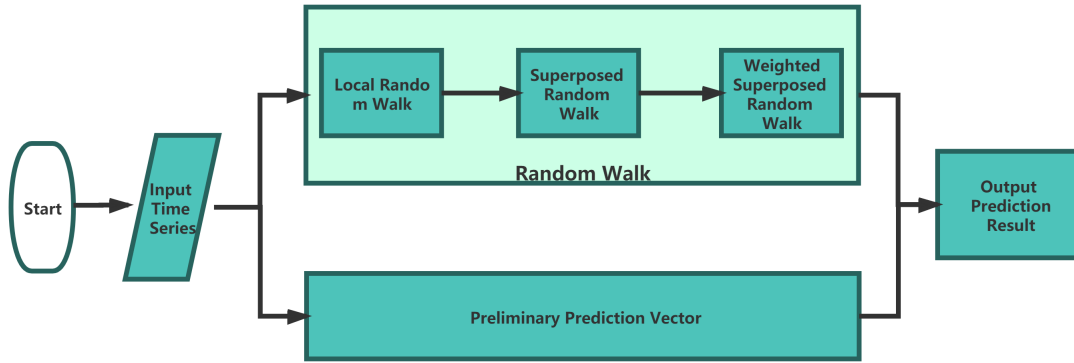 Start
Input
Time
Series
Local Rando
m Walk
Superposed
Random
Walk
Weighted
Superposed
Random
Walk
Random Walk
Preliminary Prediction Vector
Output
Prediction
Result